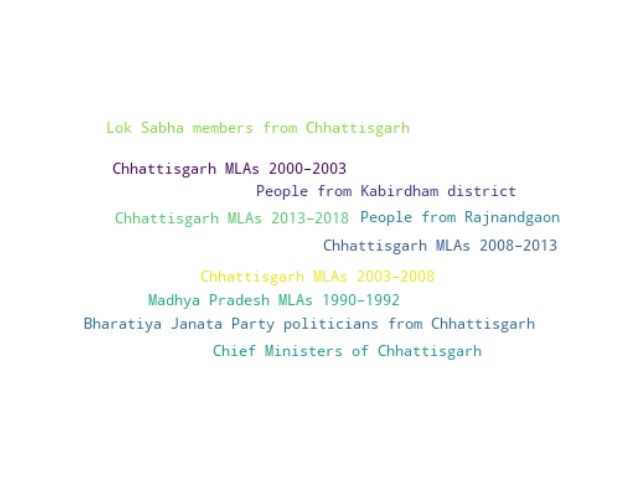 Lok Sabha members from Chhattisgarh
Chhattisgarh MLAs 2000–2003
People from Kabirdham district
Chhattisgarh MLAs 2013–2018 People from Rajnandgaon
Chhattisgarh MLAs 2008–2013
Chhattisgarh MLAs 2003–2008
Madhya Pradesh MLAs 1990–1992
Bharatiya Janata Party politicians from Chhattisgarh
Chief Ministers of Chhattisgarh